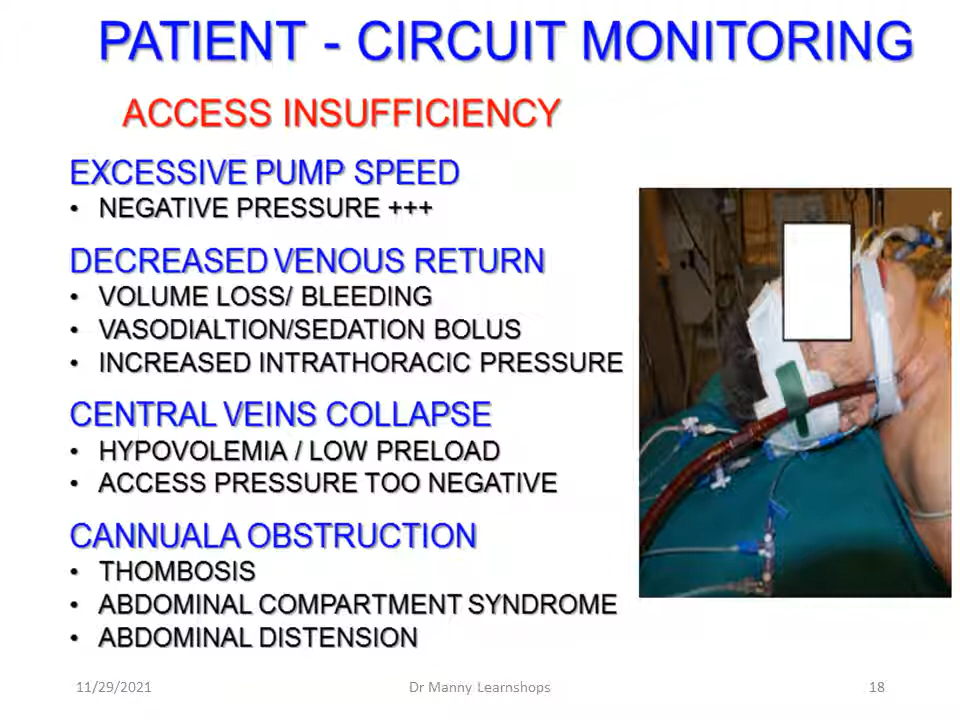 PATIENT - CIRCUIT MONITORING
ACCESS INSUFFICIENCY
EXCESSIVE PUMP SPEED
• NEGATIVE PRESSURE +++
DECREASED VENOUS RETURN
• VOLUME LOSS/ BLEEDING
• VASODIALTION/SEDATION BOLUS
• INCREASED INTRATHORACIC PRESSURE
CENTRAL VEINS COLLAPSE
• HYPOVOLEMIA / LOW PRELOAD
• ACCESS PRESSURE TOO NEGATIVE
CANNUALA OBSTRUCTION
• THOMBOSIS
• ABDOMINAL COMPARTMENT SYNDROME
• ABDOMINAL DISTENSION
11/29/2021
Dr Manny Learnshops
18